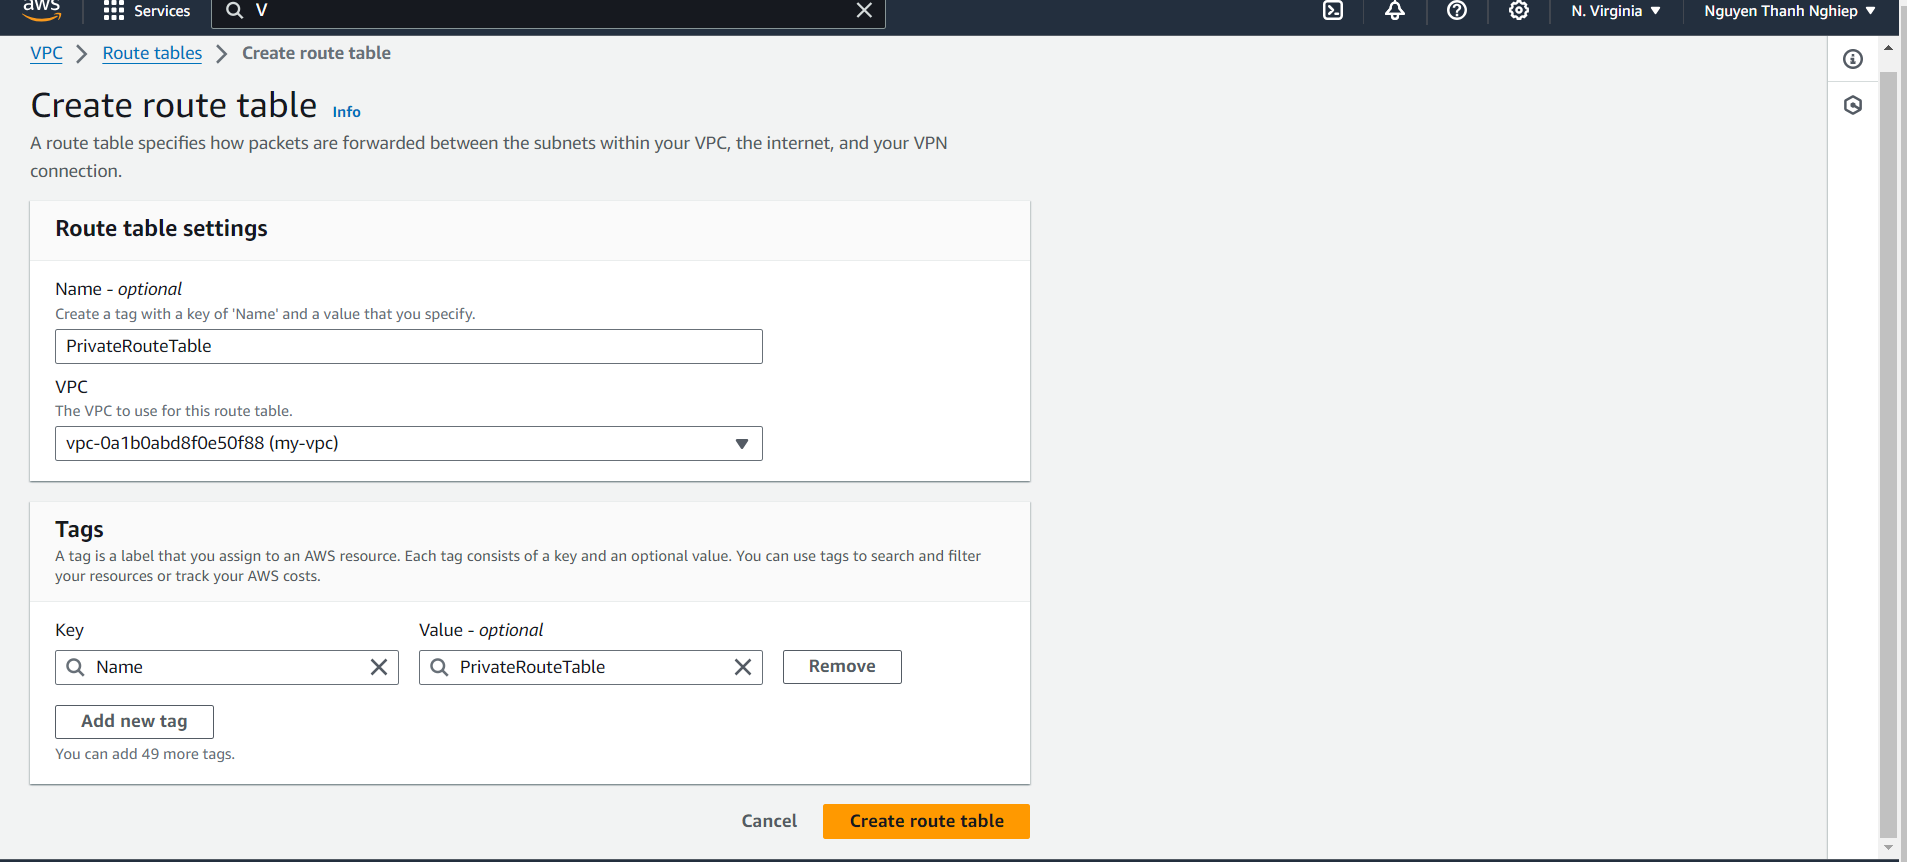 aws
Services
V
N. Virginia
Nguyen Thanh Nghiep
VPC
Route tables
Create route table
Create route table Info
A route table specifies how packets are forwarded between the subnets within your VPC, the internet, and your VPN
connection.
Route table settings
Name - optional
Create a tag with a key of 'Name' and a value that you specify.
PrivateRouteTable
VPC
The VPC to use for this route table.
vpc-0a1b0abd8f0e50f88 (my-vpc)
Tags
A tag is a label that you assign to an AWS resource. Each tag consists of a key and an optional value. You can use tags to search and filter
your resources or track your AWS costs.
Key
Value - optional
Name
PrivateRouteTable
Remove
Add new tag
You can add 49 more tags.
Cancel
Create route table